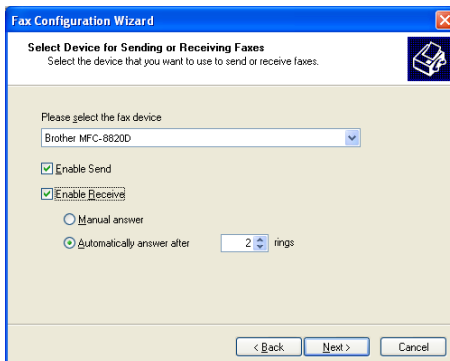 Fax Configuration Wizard
Select Device for Sending or Receiving Faxes
Select the device that you want to use to send or receive faxes.
Please select the fax device
Brother MFC-8820D
Enable Send
Enable Receive
Manual answer
Automatically answer after 2 rings
< Back Next > Cancel